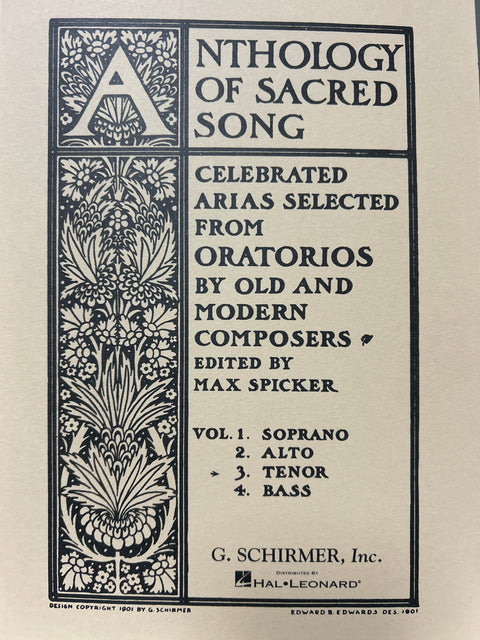 ANTHOLOGY
OF SACRED
SONG
CELEBRATED
ARIAS SELECTED
FROM
ORATORIOS
BY OLD AND
MODERN
COMPOSERS
EDITED BY
MAX SPICKER
VOL. 1. SOPRANO
2. ALTO
3. TENOR
4. BASS
G. SCHIRMER, Inc.
DISTRIBUTED BY
HAL•LEONARD®
DESIGN COPYRIGHT 1901 BY G. SCHIRMER
EDWARD B. EDWARDS DES. 1901